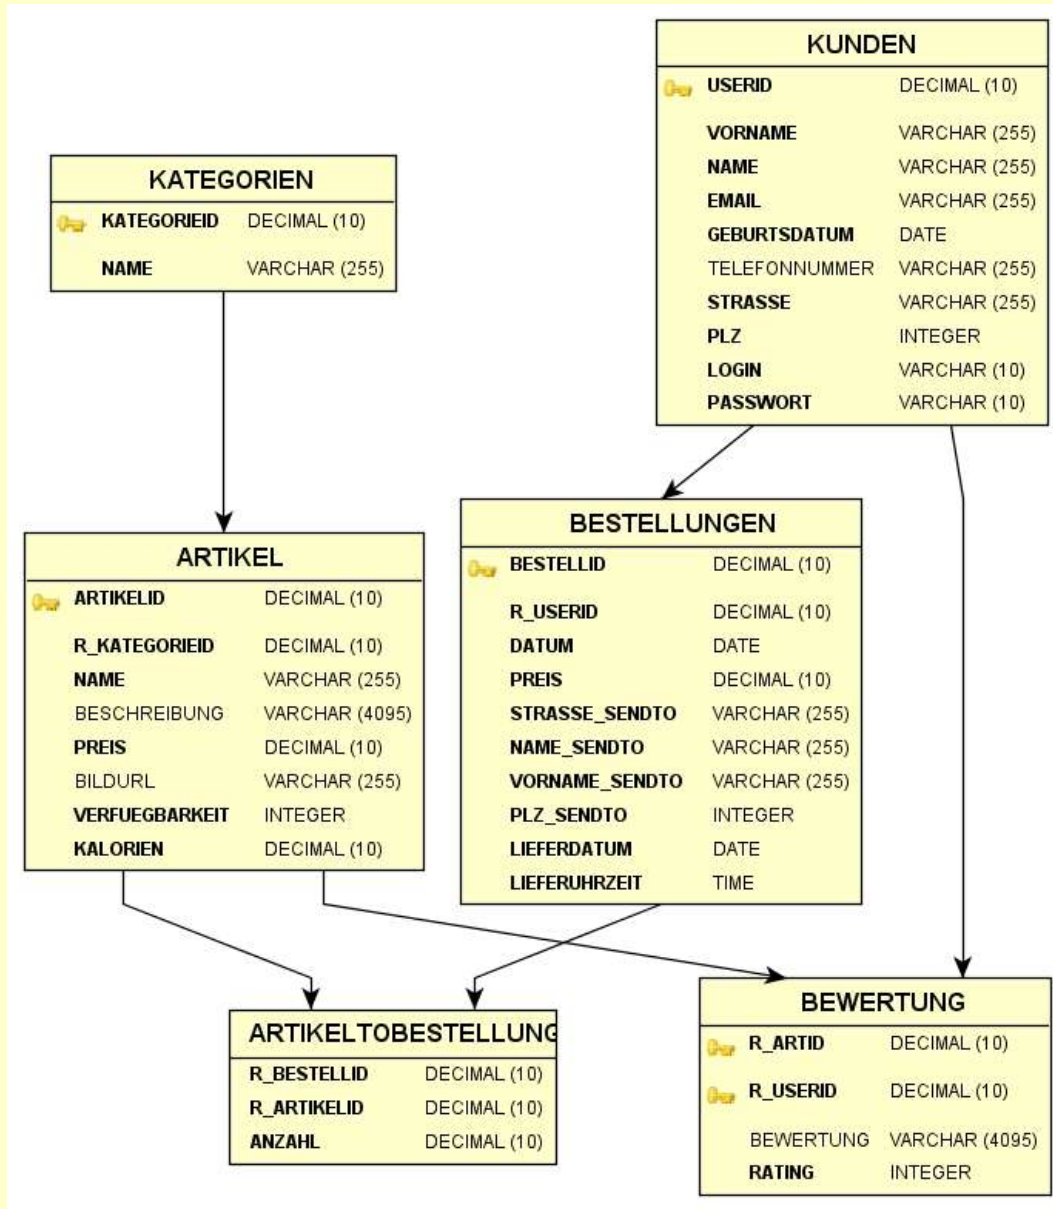 KUNDEN
USERID DECIMAL (10)
VORNAME VARCHAR (255)
NAME VARCHAR (255)
EMAIL VARCHAR (255)
GEBURTSDATUM DATE
TELEFONNUMMER VARCHAR (255)
STRASSE VARCHAR (255)
PLZ INTEGER
LOGIN VARCHAR (10)
PASSWORT VARCHAR (10)
KATEGORIEN
KATEGORIEID DECIMAL (10)
NAME VARCHAR (255)
ARTIKEL
ARTIKELID DECIMAL (10)
R_KATEGORIEID DECIMAL (10)
NAME VARCHAR (255)
BESCHREIBUNG VARCHAR (4095)
PREIS DECIMAL (10)
BILDURL VARCHAR (255)
VERFUEGBARKEIT INTEGER
KALORIEN DECIMAL (10)
BESTELLUNGEN
BESTELLID DECIMAL (10)
R_USERID DECIMAL (10)
DATUM DATE
PREIS DECIMAL (10)
STRASSE_SENDTO VARCHAR (255)
NAME_SENDTO VARCHAR (255)
VORNAME_SENDTO VARCHAR (255)
PLZ_SENDTO INTEGER
LIEFERDATUM DATE
LIEFERUHRZEIT TIME
ARTIKELTOBESTELLUNG
R_BESTELLID DECIMAL (10)
R_ARTIKELID DECIMAL (10)
ANZAHL DECIMAL (10)
BEWERTUNG
R_ARTID DECIMAL (10)
R_USERID DECIMAL (10)
BEWERTUNG VARCHAR (4095)
RATING INTEGER